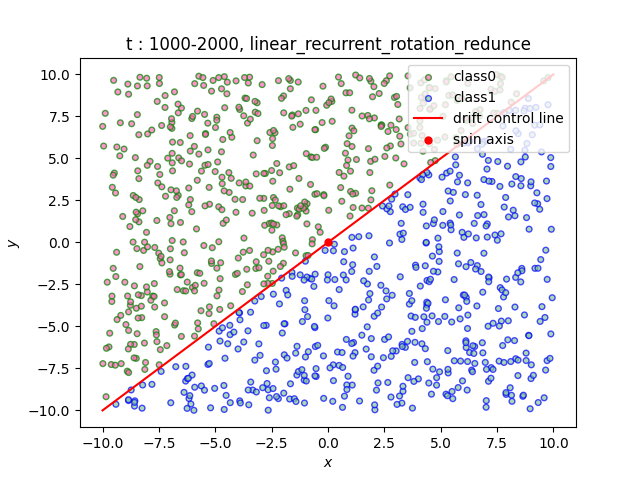 t : 1000-2000, linear_recurrent_rotation_redunce
class0
class1
drift control line
spin axis
10.0
7.5
5.0
2.5
0.0
−2.5
−5.0
−7.5
−10.0
y
−10.0 −7.5 −5.0 −2.5 0.0 2.5 5.0 7.5 10.0
x